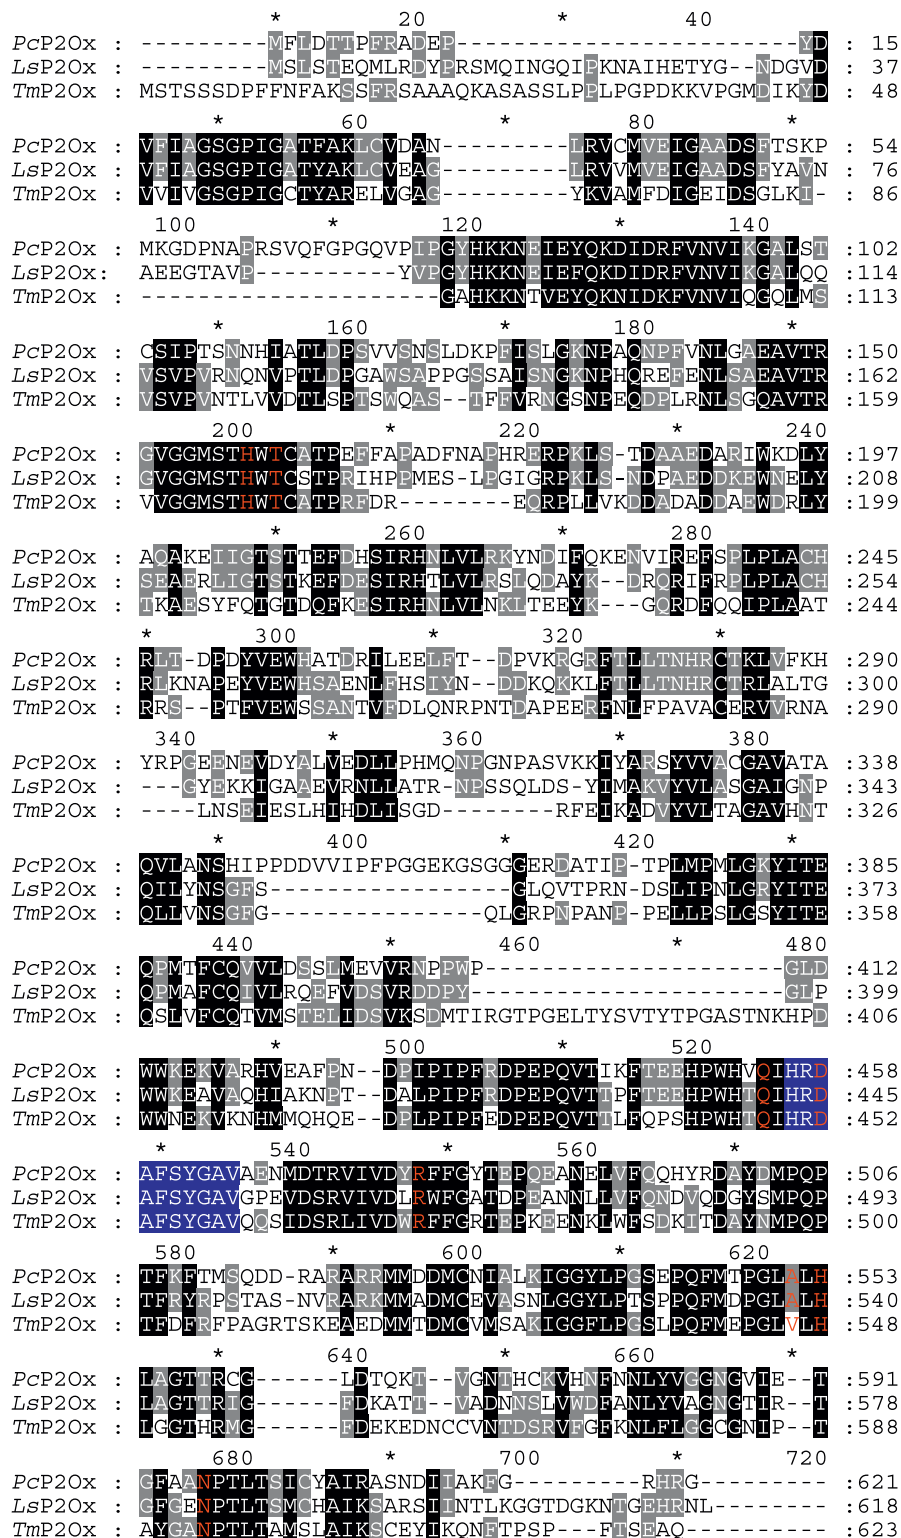 * 20 * 40
PcP2Ox : ---------MFLDTTPFRADEP------------------------YD : 15
LsP2Ox : ---------MSLSTEQMLRDYPRSMQINGQIPKNAIHETYG--NDGVD : 37
TmP2Ox : MSTSSSDPFFNFAKSSFRSAAAQKASASSLPPLPGPDKKVPGMDIKYD : 48
* 60 * 80 *
PcP2Ox : VFIAGSGPIGATFAKLCVDAN---------LRVCMVEIGAADSFTSKP : 54
LsP2Ox : VFIAGSGPIGATYAKLCVEAG---------LRVVMVEIGAADSFYAVN : 76
TmP2Ox : VVIVGSGPIGCTYARELVGAG---------YKVAMFDIGEIDSGLKI- : 86
100 * 120 * 140
PcP2Ox : MKGDPNAPRSVQFGPGQVPIPGYHKKNEIEYQKDIDRFVNVIKGALST :102
LsP2Ox: AEEGTAVP----------YVPGYHKKNEIEFQKDIDRFVNVIKGALQQ :114
TmP2Ox : ---------------------GAHKKNTVEYQKNIDKFVNVIQGQLMS :113
* 160 * 180 *
PcP2Ox : CSIPTSNNHIATLDPSVVSNSLDKPFISLGKNPAQNPFVNLGAEAVTR :150
LsP2Ox : VSVPVRNQNVPTLDPGAWSAPPGSSAISNGKNPHQREFENLSAEAVTR :162
TmP2Ox : VSVPVNTLVVDTLSPTSWQAS--TFFVRNGSNPEQDPLRNLSGQAVTR :159
200 * 220 * 240
PcP2Ox : GVGGMSTHWTCATPEFFAPADFNAPHRERPKLS-TDAAEDARIWKDLY :197
LsP2Ox : GVGGMSTHWTCSTPRIHPPMES-LPGIGRPKLS-NDPAEDDKEWNELY :208
TmP2Ox : VVGGMSTHWTCATPRFDR--------EQRPLLVKDDADADDAEWDRLY :199
* 260 * 280
PcP2Ox : AQAKEIIGTSTTEFDHSIRHNLVLRKYNDIFQKENVIREFSPLPLACH :245
LsP2Ox : SEAERLIGTSTKEFDESIRHTLVLRSLQDAYK--DRQRIFRPLPLACH :254
TmP2Ox : TKAESYFQTGTDQFKESIRHNLVLNKLTEEYK---GQRDFQQIPLAAT :244
* 300 * 320 *
PcP2Ox : RLT-DPDYVEWHATDRILEELFT--DPVKRGRFTLLTNHRCTKLVFKH :290
LsP2Ox : RLKNAPEYVEWHSAENLFHSIYN--DDKQKKLFTLLTNHRCTRLALTG :300
TmP2Ox : RRS--PTFVEWSSANTVFDLQNRPNTDAPEERFNLFPAVACERVVRNA :290
340 * 360 * 380
PcP2Ox : YRPGEENEVDYALVEDLLPHMQNPGNPASVKKIYARSYVVACGAVATA :338
LsP2Ox : ---GYEKKIGAAEVRNLLATR-NPSSQLDS-YIMAKVYVLASGAIGNP :343
TmP2Ox : ----LNSEIESLHIHDLISGD--------RFEIKADVYVLTAGAVHNT :326
* 400 * 420 *
PcP2Ox : QVLANSHIPPDDVVIPFPGGEKGSGGGERDATIP-TPLMPMLGKYITE :385
LsP2Ox : QILYNSGFS-----------------GLQVTPRN-DSLIPNLGRYITE :373
TmP2Ox : QLLVNSGFG---------------QLGRPNPANP-PELLPSLGSYITE :358
440 * 460 * 480
PcP2Ox : QPMTFCQVVLDSSLMEVVRNPPWP---------------------GLD :412
LsP2Ox : QPMAFCQIVLRQEFVDSVRDDPY----------------------GLP :399
TmP2Ox : QSLVFCQTVMSTELIDSVKSDMTIRGTPGELTYSVTYTPGASTNKHPD :406
* 500 * 520
PcP2Ox : WWKEKVARHVEAFPN--DPIPIPFRDPEPQVTIKFTEEHPWHVQIHRD :458
LsP2Ox : WWKEAVAQHIAKNPT--DALPIPFRDPEPQVTTPFTEEHPWHTQIHRD :445
TmP2Ox : WWNEKVKNHMMQHQE--DPLPIPFEDPEPQVTTLFQPSHPWHTQIHRD :452
* 540 * 560 *
PcP2Ox : AFSYGAVAENMDTRVIVDYRFFGYTEPQEANELVFQQHYRDAYDMPQP :506
LsP2Ox : AFSYGAVGPEVDSRVIVDLRWFGATDPEANNLLVFQNDVQDGYSMPQP :493
TmP2Ox : AFSYGAVQQSIDSRLIVDWRFFGRTEPKEENKLWFSDKITDAYNMPQP :500
580 * 600 * 620
PcP2Ox : TFKFTMSQDD-RARARRMMDDMCNIALKIGGYLPGSEPQFMTPGLALH :553
LsP2Ox : TFRYRPSTAS-NVRARKMMADMCEVASNLGGYLPTSPPQFMDPGLALH :540
TmP2Ox : TFDFRFPAGRTSKEAEDMMTDMCVMSAKIGGFLPGSLPQFMEPGLVLH :548
* 640 * 660 *
PcP2Ox : LAGTTRCG------LDTQKT--VGNTHCKVHNFNNLYVGGNGVIE--T :591
LsP2Ox : LAGTTRIG------FDKATT--VADNNSLVWDFANLYVAGNGTIR--T :578
TmP2Ox : LGGTHRMG------FDEKEDNCCVNTDSRVFGFKNLFLGGCGNIP--T :588
680 * 700 * 720
PcP2Ox : GFAANPTLTSICYAIRASNDIIAKFG---------RHRG--------- :621
LsP2Ox : GFGENPTLTSMCHAIKSARSIINTLKGGTDGKNTGEHRNL-------- :618
TmP2Ox : AYGANPTLTAMSLAIKSCEYIKQNFTPSP----FTSEAQ--------- :623